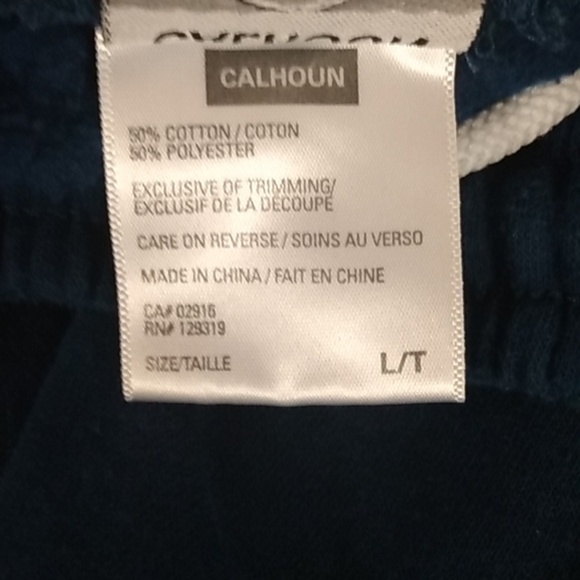 CALHOUN
50% COTTON / COTON
50% POLYESTER
EXCLUSIVE OF TRIMMING/
EXCLUSIF DE LA DÉCOUPE
CARE ON REVERSE / SOINS AU VERSO
MADE IN CHINA / FAIT EN CHINE
CA# 02916
RN# 129319
SIZE/TAILLE L/T